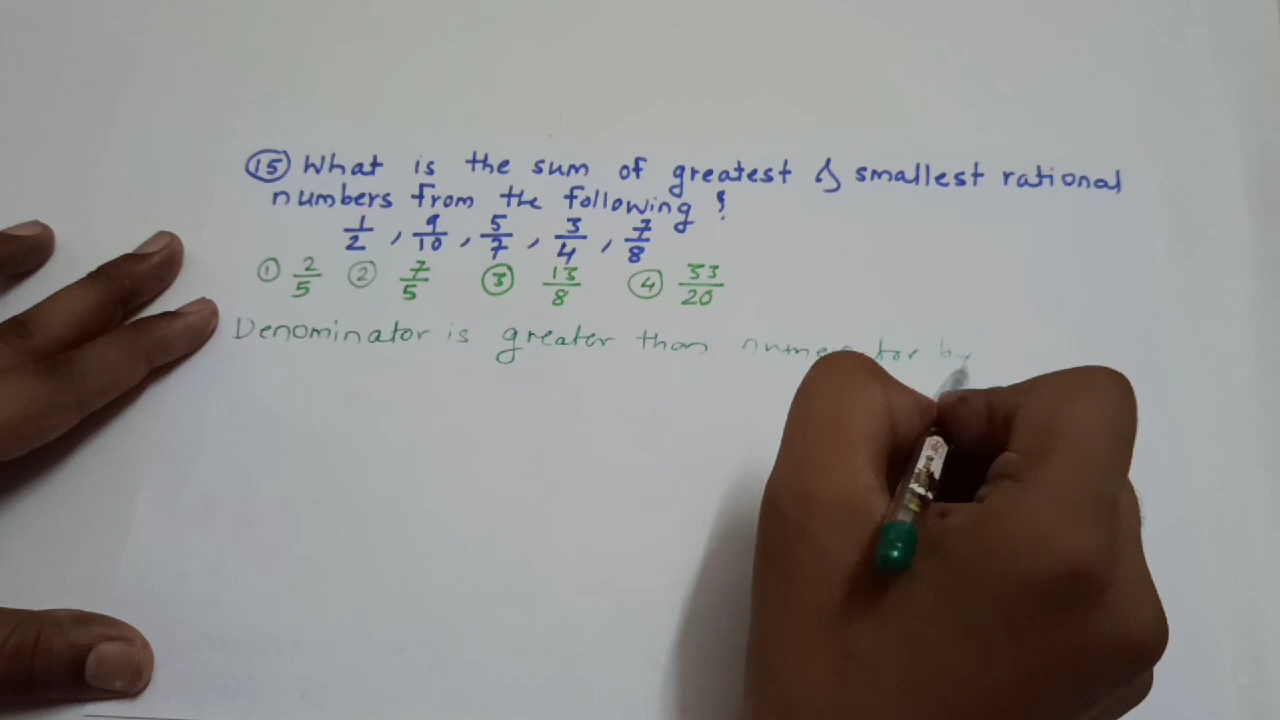 15 What is the sum of greatest & smallest rational
numbers from the following ?
1/2 , 9/10 , 5/7 , 3/4 , 7/8
1 2/5 2 7/5 3 13/8 4 33/20
Denominator is greater than by